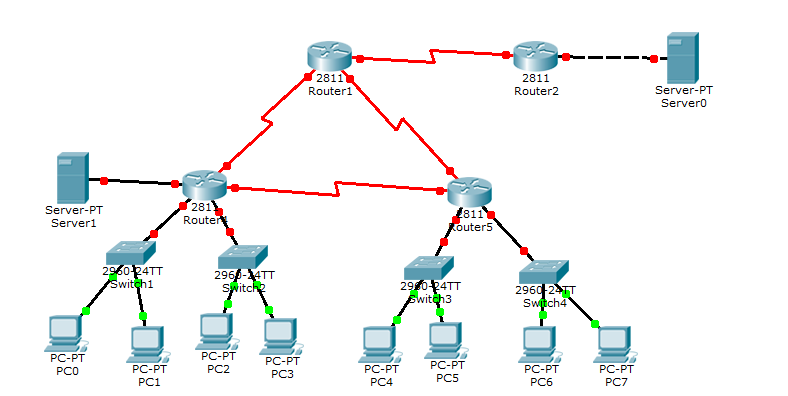 2811
Router1
2811
Router2
Server-PT
Server0
Server-PT
Server1
2811
Router4
2811
Router5
2960-24TT
Switch1
2960-24TT
Switch2
2960-24TT
Switch3
2960-24TT
Switch4
PC-PT
PC0
PC-PT
PC1
PC-PT
PC2
PC-PT
PC3
PC-PT
PC4
PC-PT
PC5
PC-PT
PC6
PC-PT
PC7